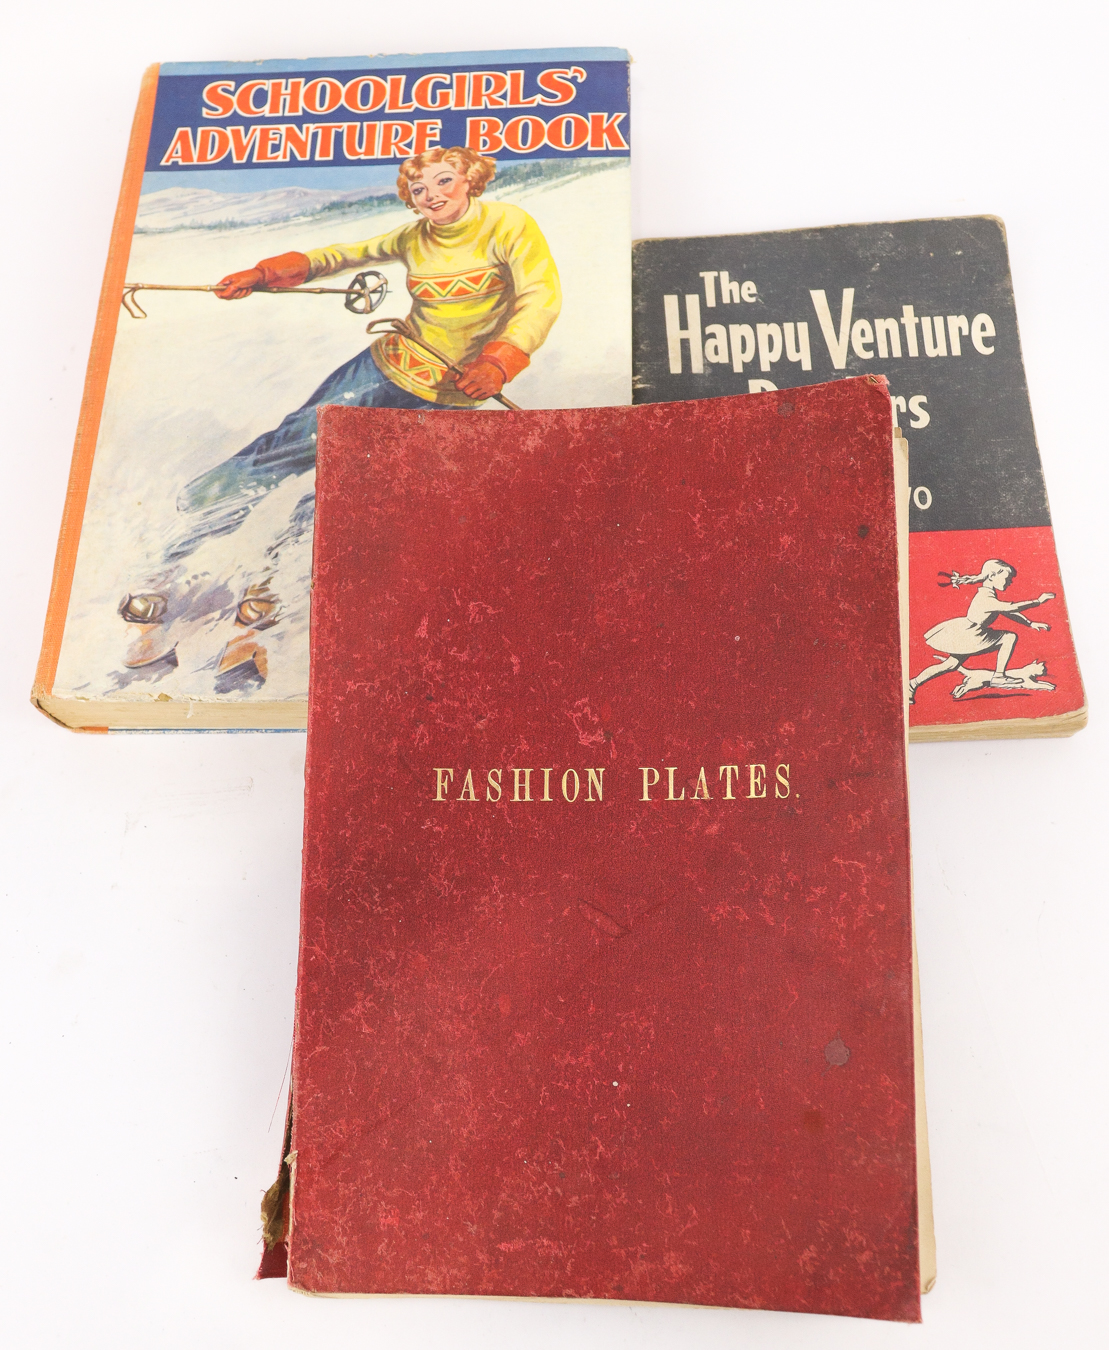 SCHOOLGIRLS'
ADVENTURE BOOK
The
Happy Venture
FASHION PLATES.